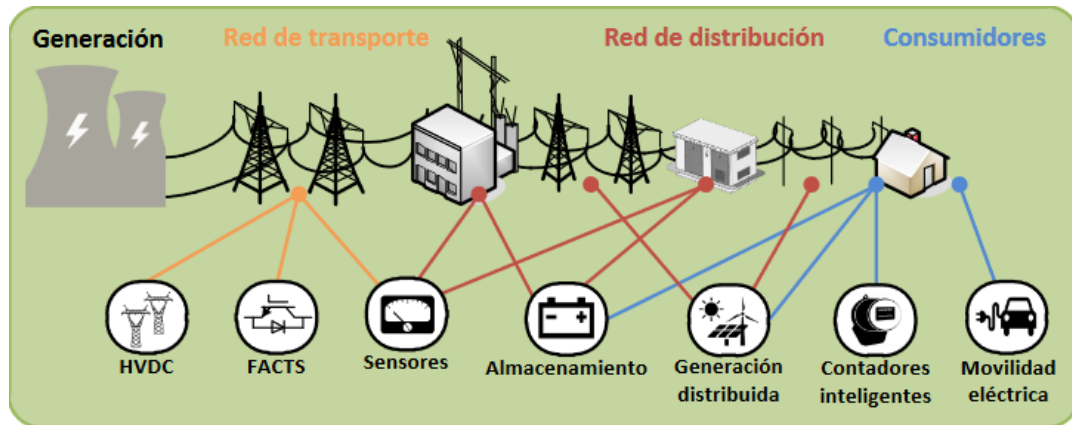 Generación
Red de transporte
Red de distribución
Consumidores
HVDC
FACTS
Sensores
Almacenamiento
Generación
distribuida
Contadores
inteligentes
Movilidad
eléctrica